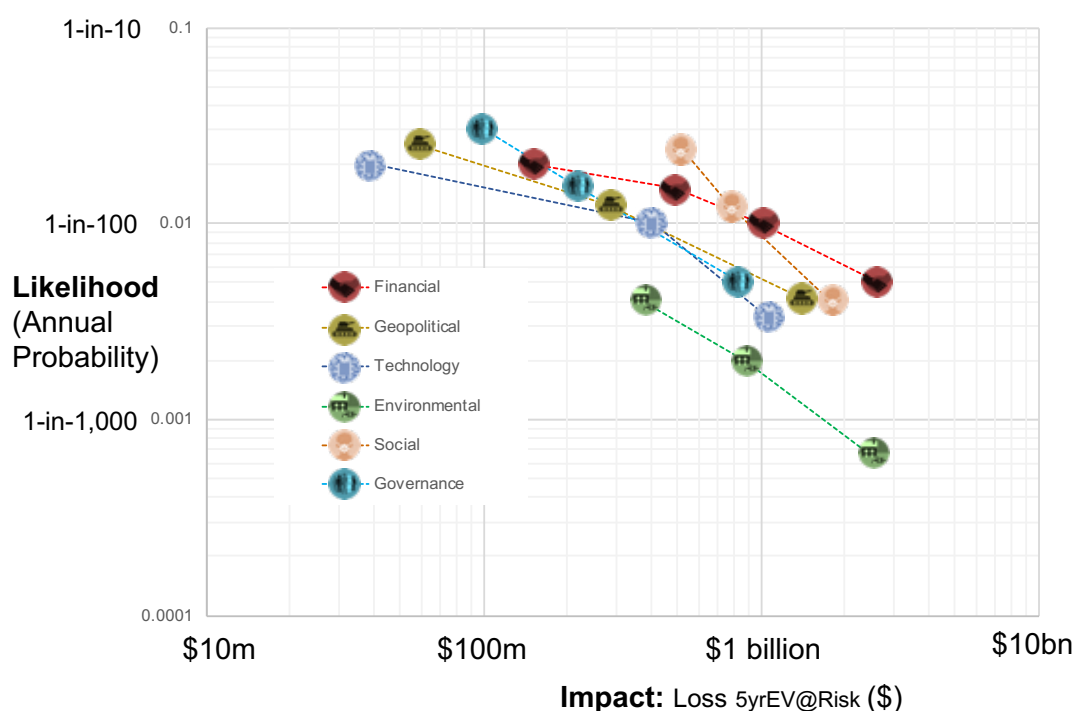 1-in-10
0.1
1-in-100
0.01
Likelihood
(Annual
Probability)
Financial
Geopolitical
Technology
Environmental
Social
Governance
1-in-1,000
0.001
0.0001
$10m
$100m
$1 billion
$10bn
Impact: Loss 5yrEV@Risk ($)